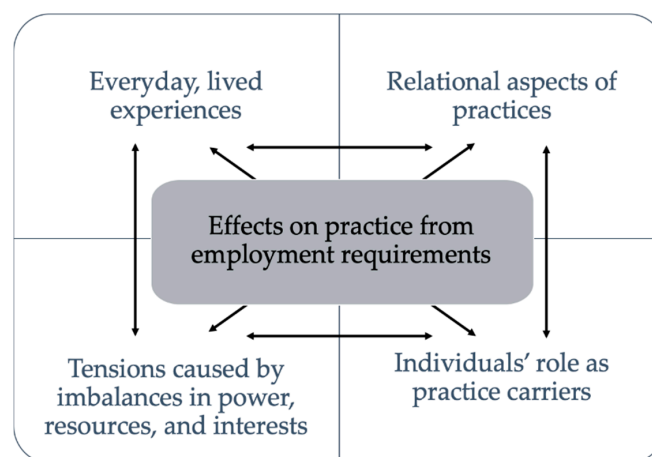 Everyday, lived
experiences
Relational aspects of
practices
Effects on practice from
employment requirements
Tensions caused by
imbalances in power,
resources, and interests
Individuals’ role as
practice carriers